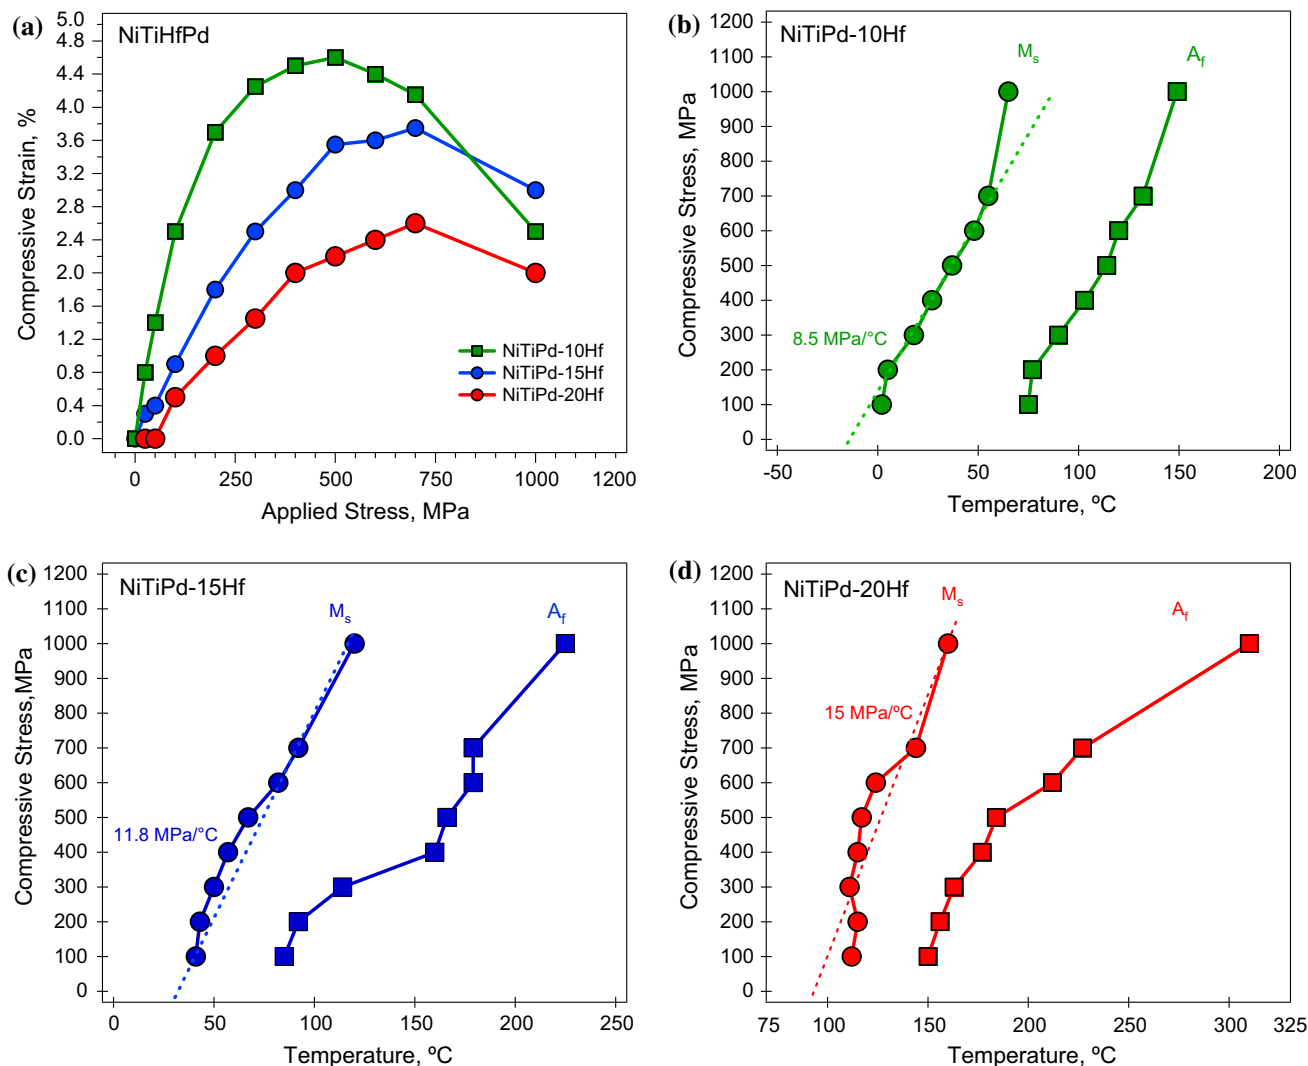 (a)
NiTiHfPd
5.0
4.8
4.4
4.0
3.6
3.2
2.8
2.4
2.0
1.6
1.2
0.8
0.4
0.0
Compressive Strain, %
NiTiPd-10Hf
NiTiPd-15Hf
NiTiPd-20Hf
0 250 500 750 1000 1200
Applied Stress, MPa
(b)
NiTiPd-10Hf
Ms
Af
1200
1000
900
800
700
600
500
400
300
200
100
0
Compressive Stress, MPa
8.5 MPa/°C
-50 0 50 100 150 200
Temperature, ºC
(c)
NiTiPd-15Hf
Ms
Af
1200
1100
1000
900
800
700
600
500
400
300
200
100
0
Compressive Stress,MPa
11.8 MPa/°C
0 50 100 150 200 250
Temperature, ºC
(d)
NiTiPd-20Hf
Ms
Af
1200
1100
1000
900
800
700
600
500
400
300
200
100
0
Compressive Stress, MPa
15 MPa/ºC
75 100 150 200 250 310 325
Temperature, ºC